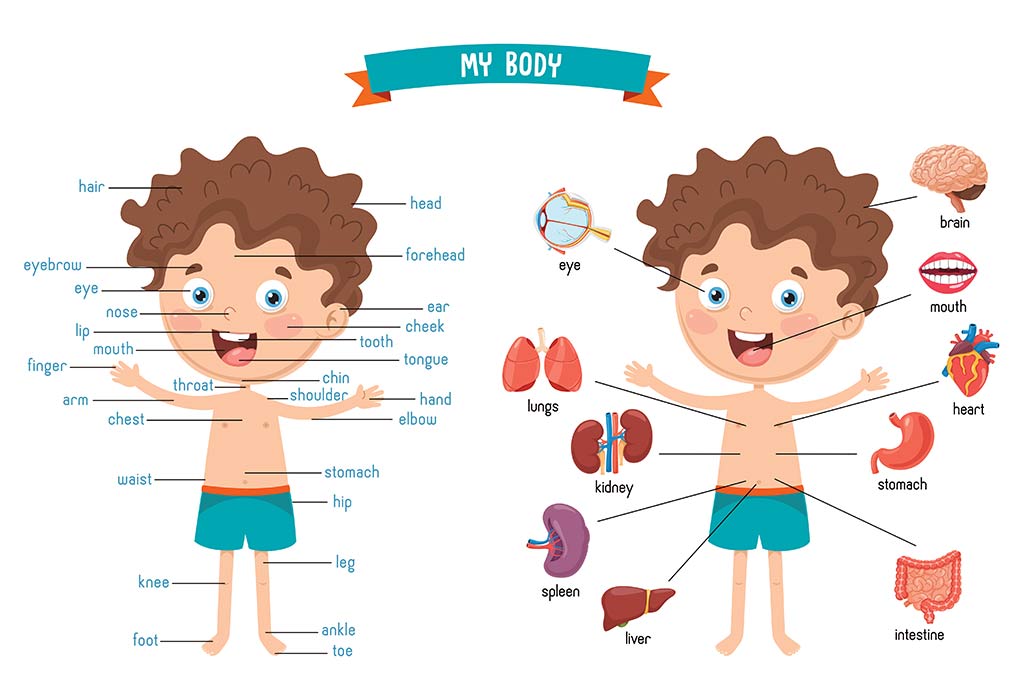 MY BODY
hair
head
forehead
eyebrow
eye
nose
ear
lip
cheek
tooth
mouth
tongue
finger
chin
throat
shoulder
arm
hand
chest
elbow
stomach
waist
hip
leg
knee
ankle
foot
toe
brain
eye
mouth
lungs
heart
kidney
stomach
spleen
liver
intestine